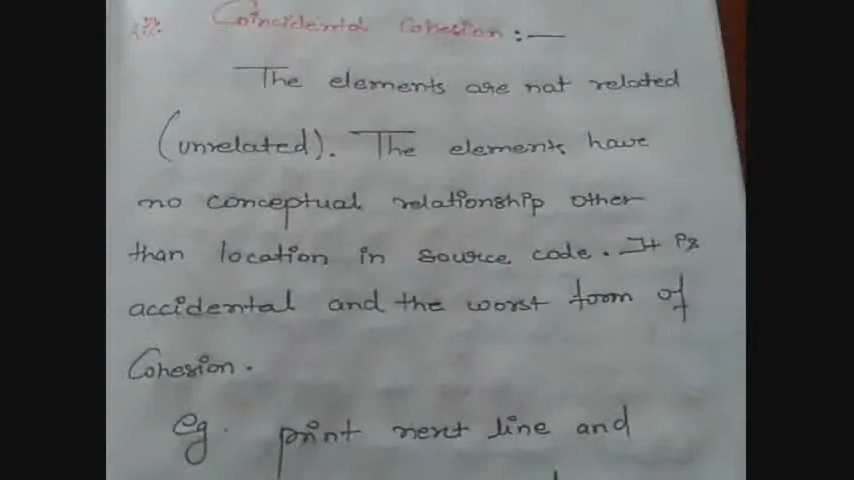 Coincidental Cohesion :—
The elements are not related
(unrelated). The elements have
no conceptual relationship other
than location in source code. It is
accidental and the worst form of
Cohesion.
eg. print next line and